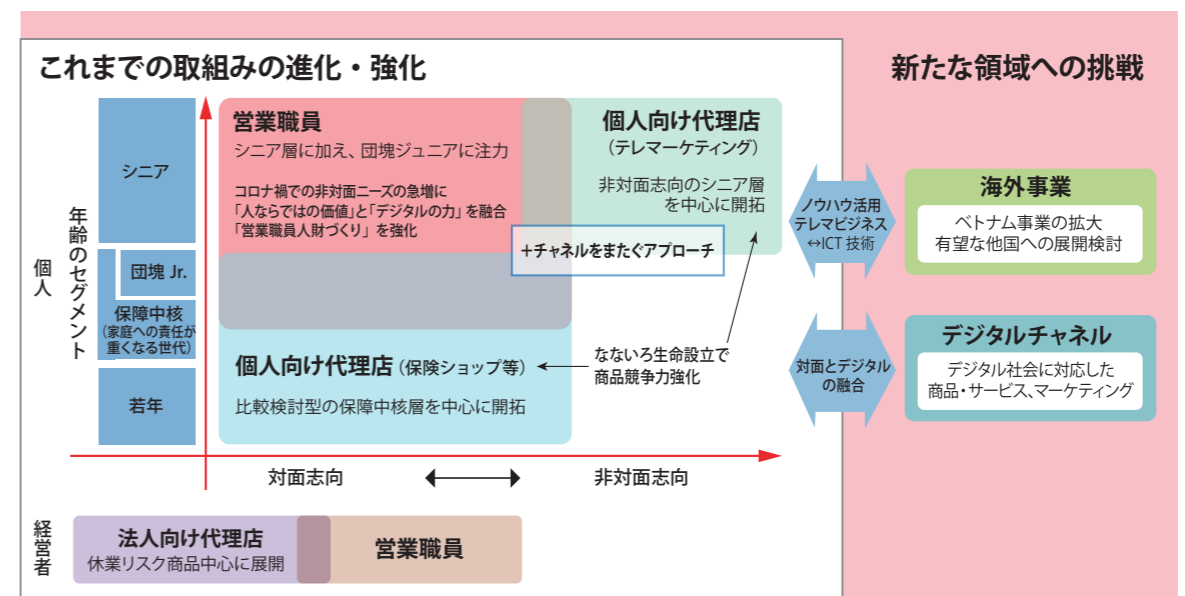 これまでの取組みの進化・強化
新たな領域への挑戦
個人
年齢のセグメント
シニア
団塊 Jr.
保障中核
(家庭への責任が
重くなる世代)
若年
営業職員
シニア層に加え、団塊ジュニアに注力
コロナ禍での非対面ニーズの急増に
「人ならではの価値」と「デジタルの力」を融合
「営業職員人財づくり」を強化
個人向け代理店
(テレマーケティング)
非対面志向のシニア層
を中心に開拓
+チャネルをまたぐアプローチ
個人向け代理店(保険ショップ等)
比較検討型の保障中核層を中心に開拓
なないろ生命設立で
商品競争力強化
対面志向
非対面志向
経営者
法人向け代理店
休業リスク商品中心に展開
営業職員
ノウハウ活用
テレマビジネス
↔ICT 技術
海外事業
ベトナム事業の拡大
有望な他国への展開検討
対面とデジタル
の融合
デジタルチャネル
デジタル社会に対応した
商品・サービス、マーケティング